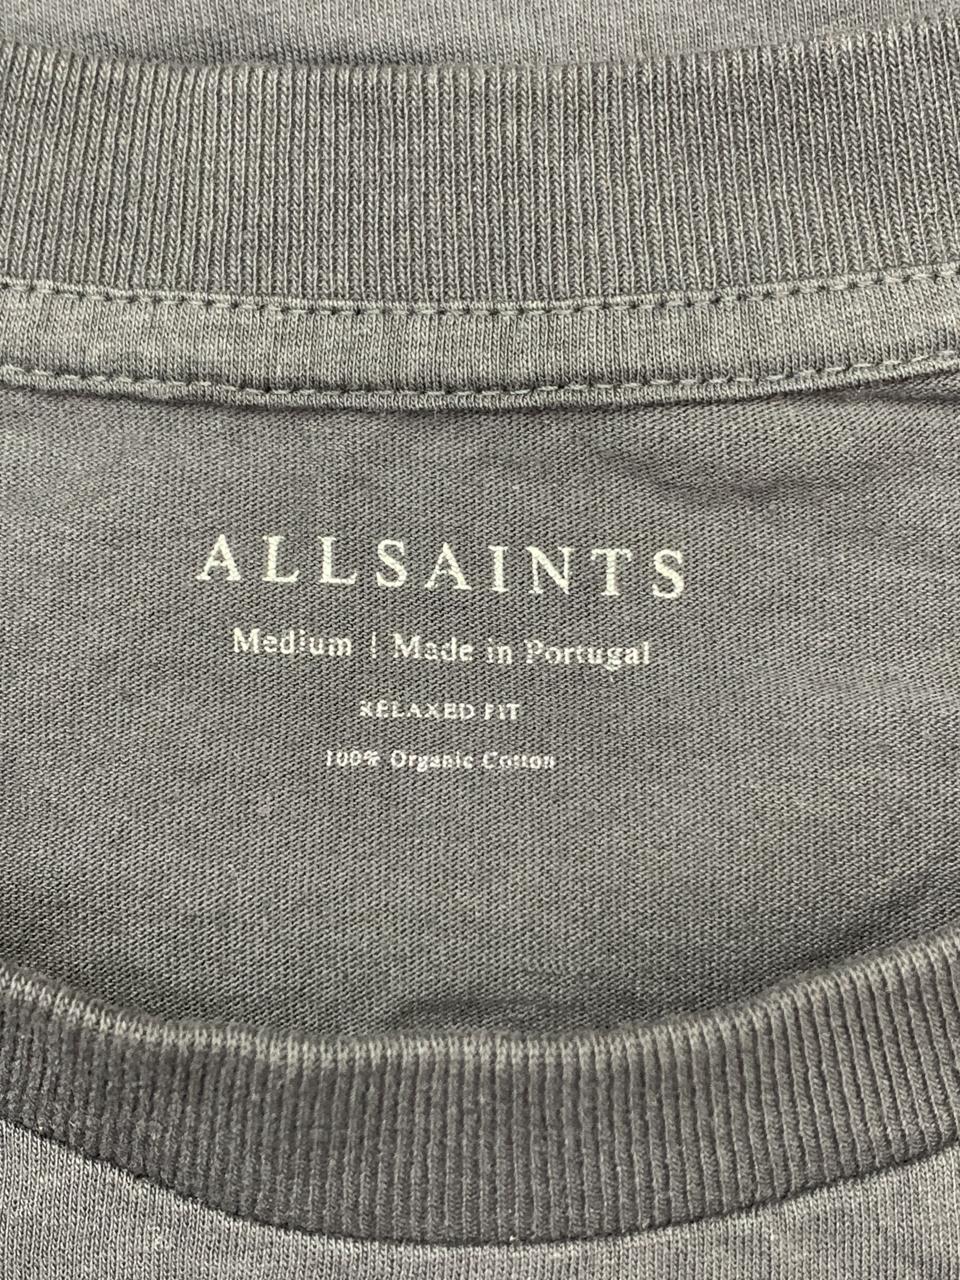 ALLSAINTS
Medium | Made in Portugal
RELAXED FIT
100% Organic Cotton